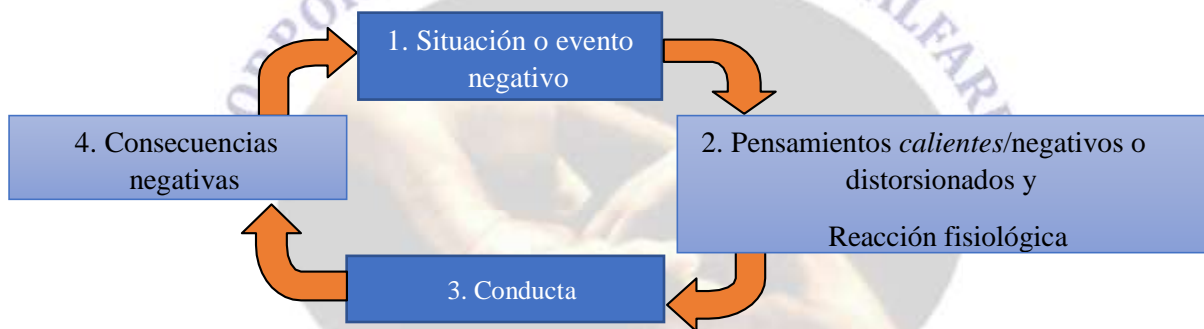 1. Situación o evento
negativo
2. Pensamientos calientes/negativos o
distorsionados y
Reacción fisiológica
3. Conducta
4. Consecuencias
negativas